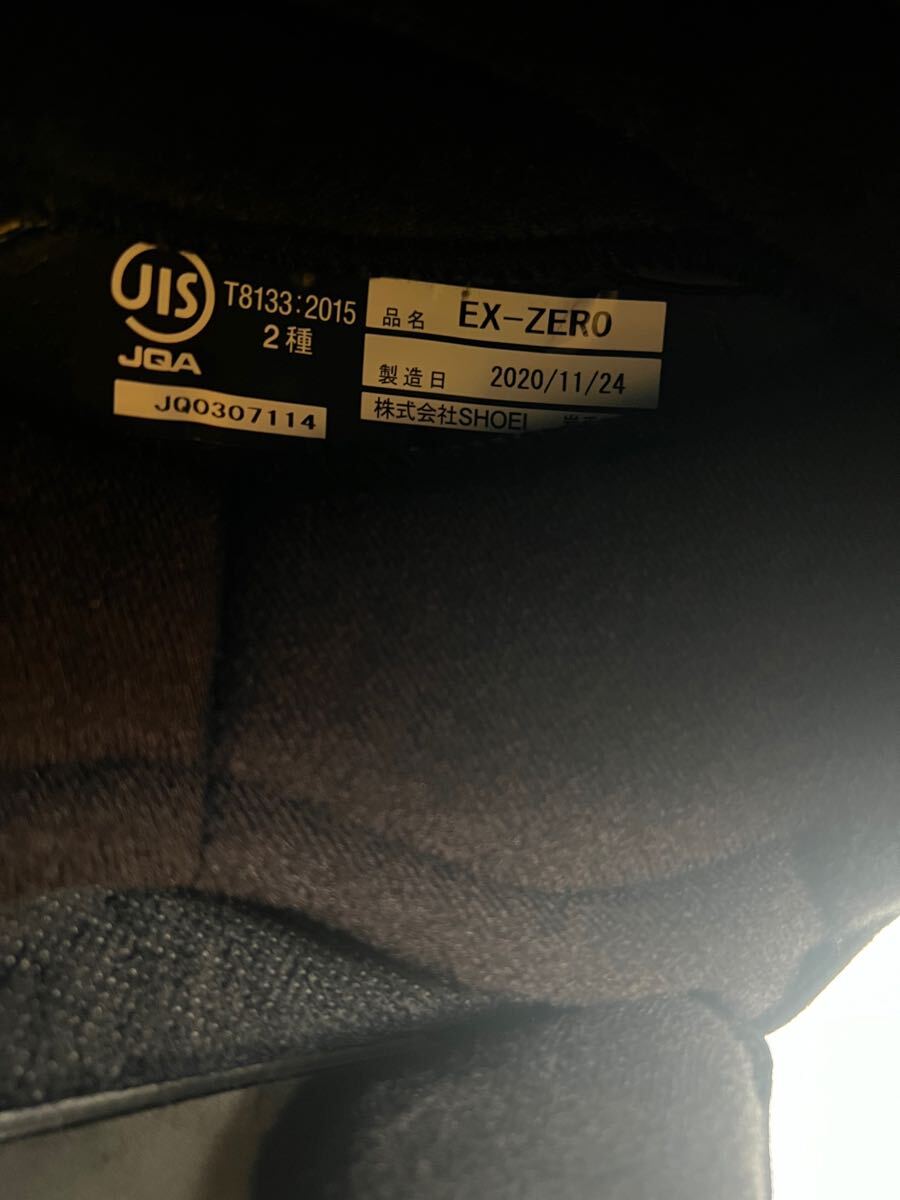 JIS
JQA
T8133:2015
2種
JQ0307114
品名 EX-ZERO
製造日 2020/11/24
株式会社SHOEI